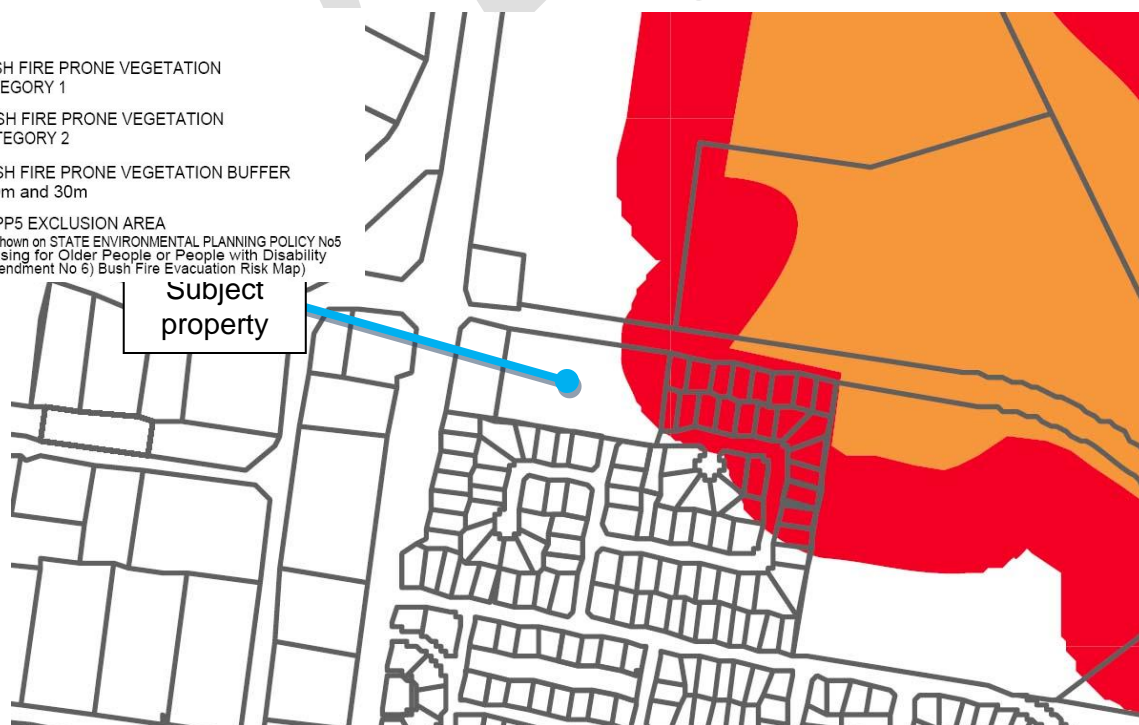 SH FIRE PRONE VEGETATION
EGORY 1
SH FIRE PRONE VEGETATION
TEGORY 2
SH FIRE PRONE VEGETATION BUFFER
m and 30m
PP5 EXCLUSION AREA
hown on STATE ENVIRONMENTAL PLANNING POLICY No5
sing for Older People or People with Disability
endment No 6) Bush Fire Evacuation Risk Map)
Subject
property